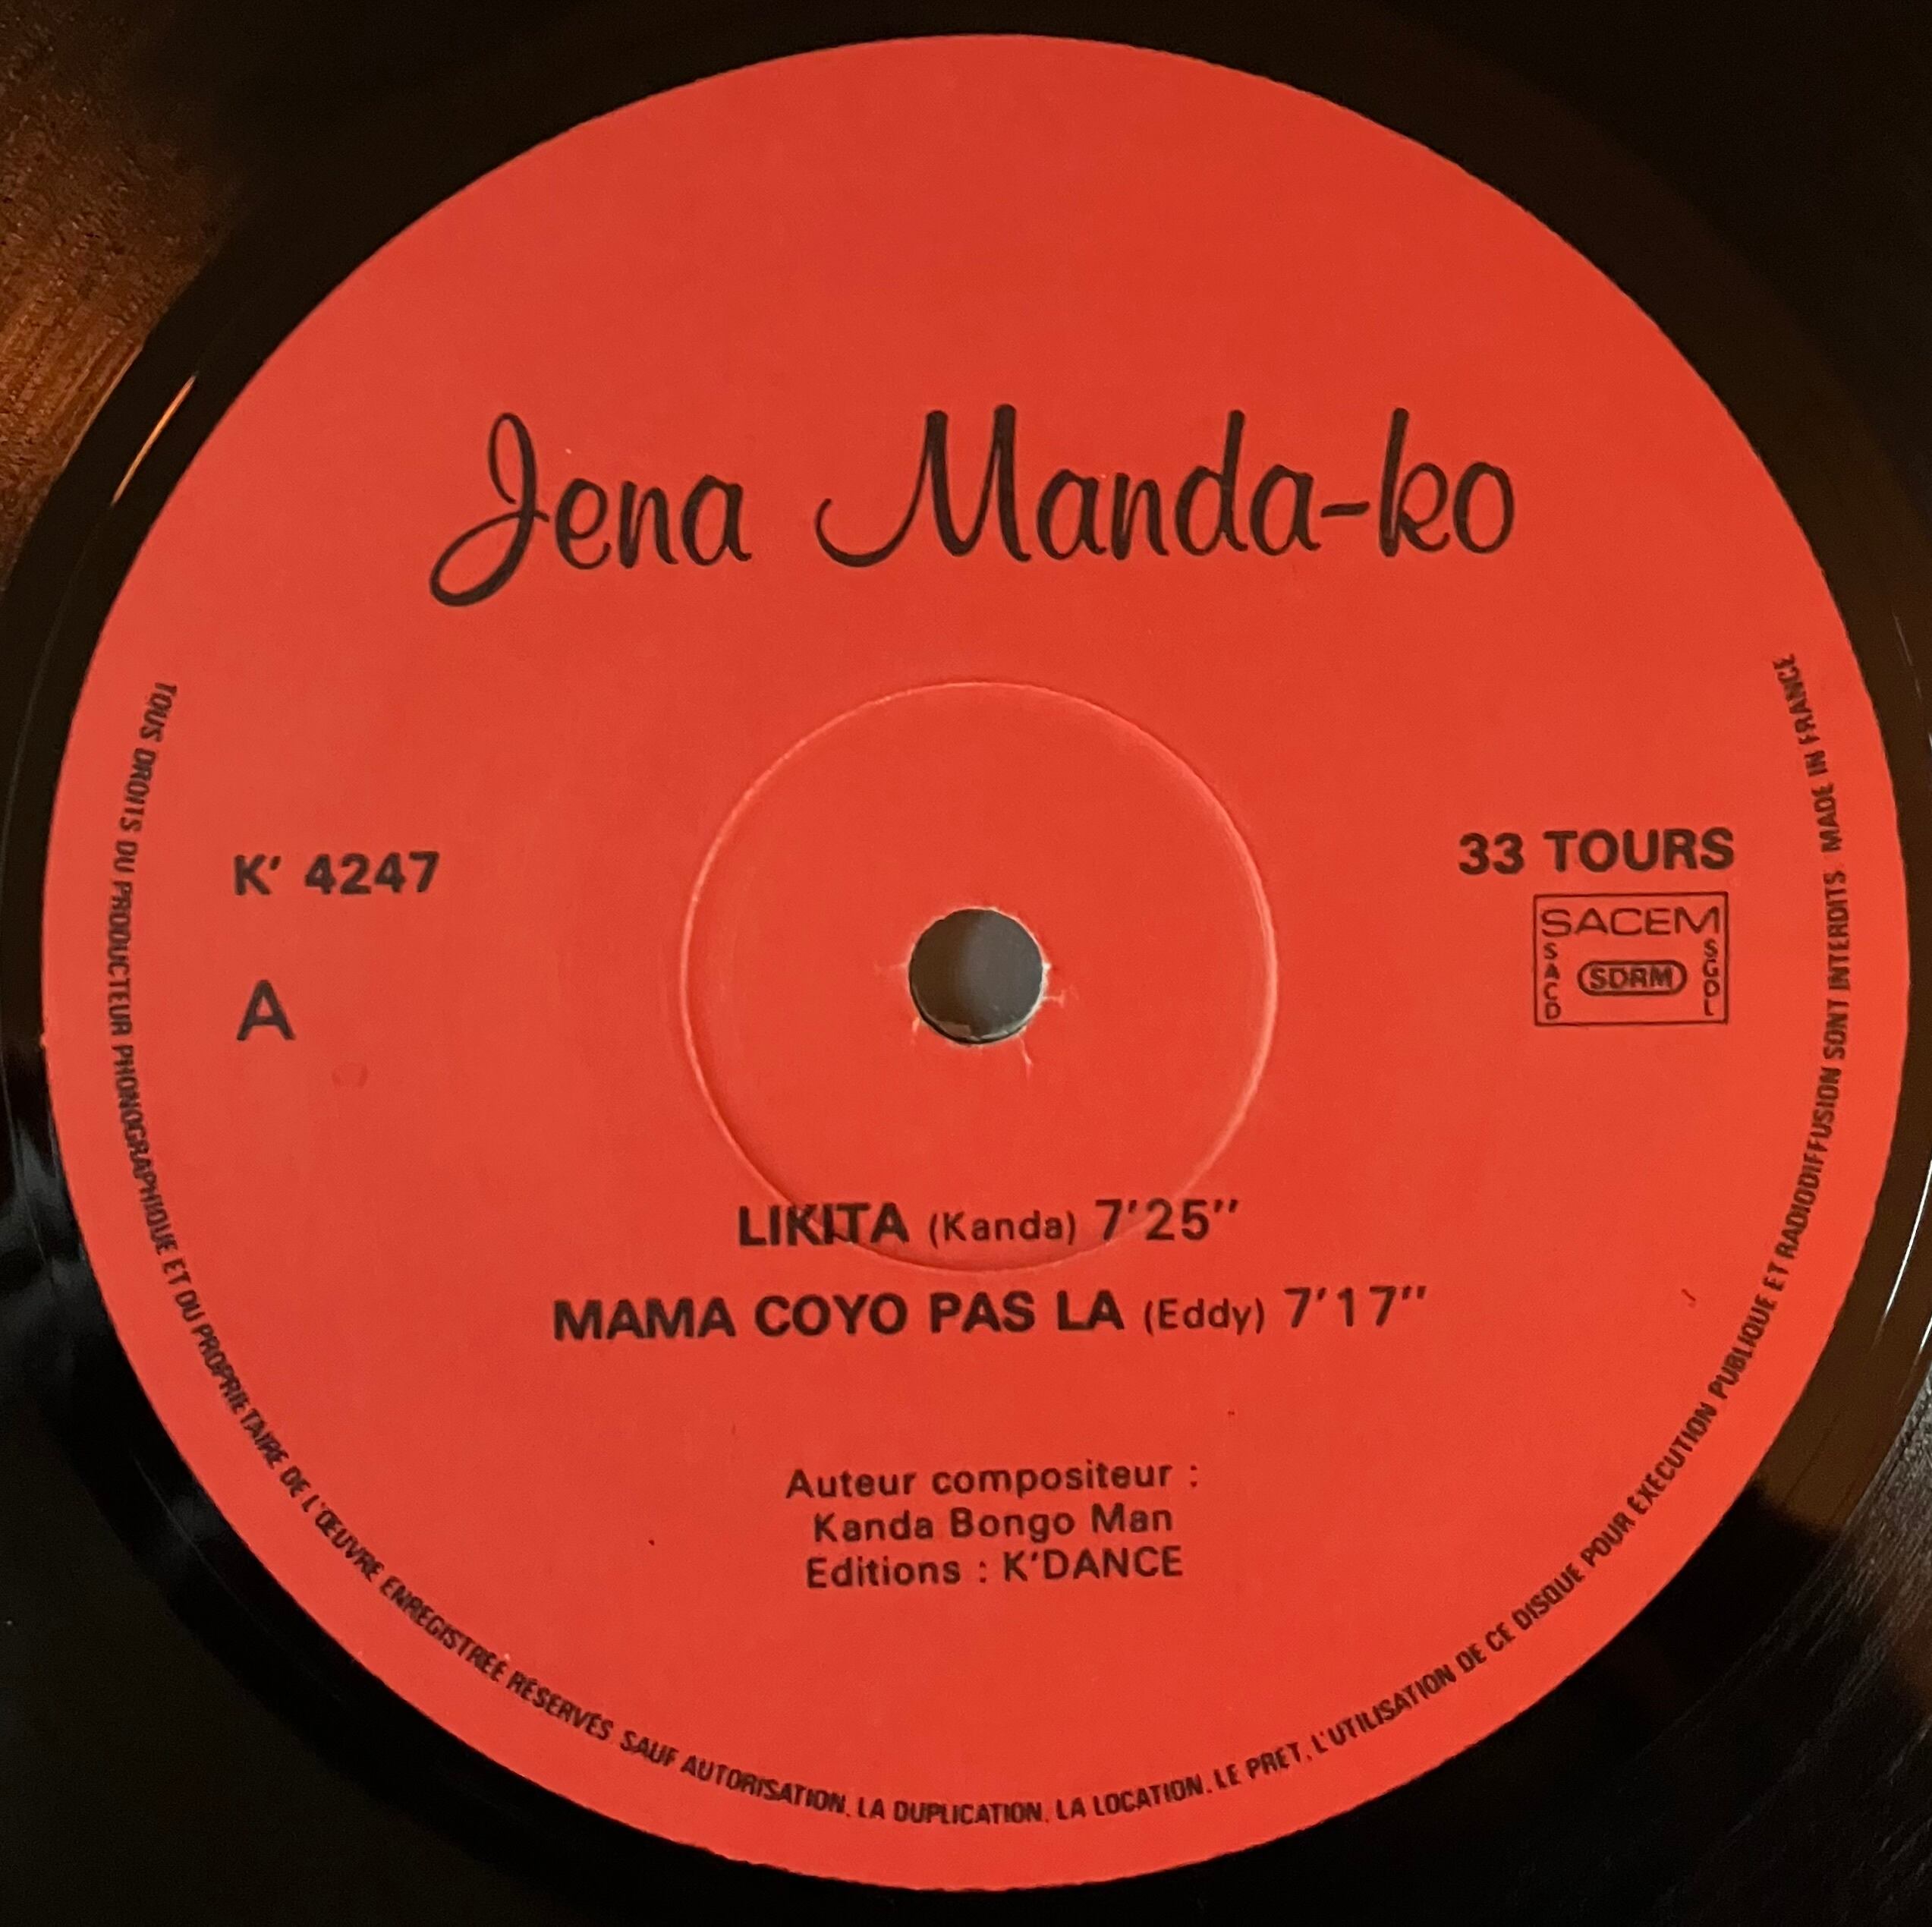 Jena Manda-ko
K' 4247
A
33 TOURS
SACEM
SACD
SDRM
SGDL
LIKITA (Kanda) 7'25"
MAMA COYO PAS LA (Eddy) 7'17"
Auteur compositeur :
Kanda Bongo Man
Editions : K'DANCE
TOUS DROITS DU PRODUCTEUR PHONOGRAPHIQUE ET DU PROPRIETAIRE DE L'ŒUVRE ENREGISTREE RÉSERVÉS SAUF AUTORISATION, LA DUPLICATION, LA LOCATION, LE PRET, L'UTILISATION DE CE DISQUE POUR EXECUTION PUBLIQUE ET RADIODIFFUSION SONT INTERDITS MADE IN FRANCE